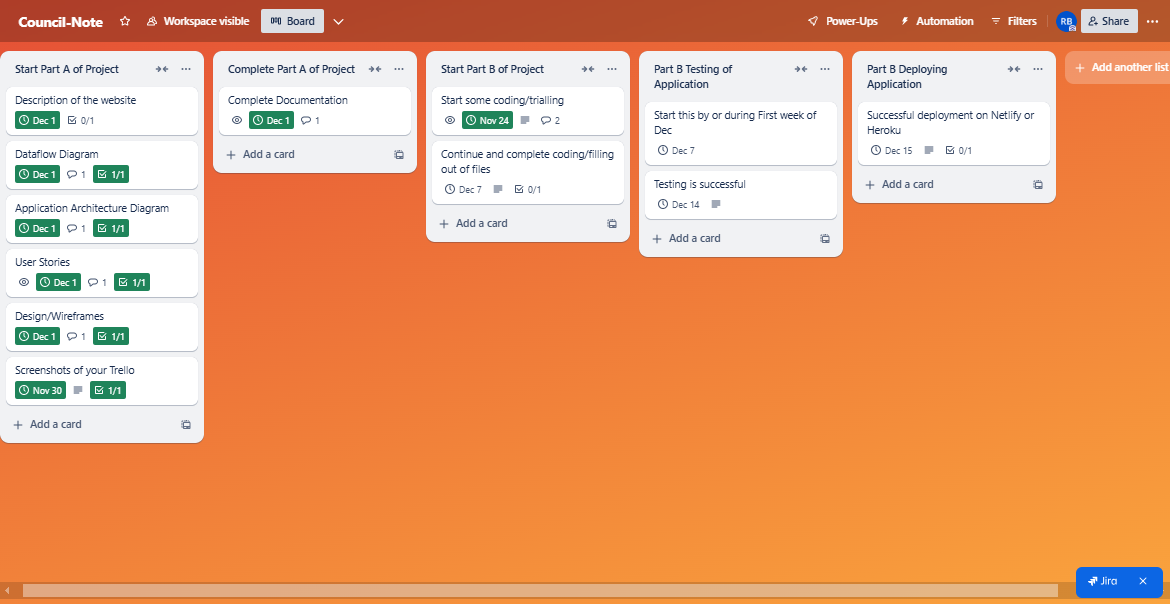 Council-Note
Workspace visible
Board
Power-Ups
Automation
Filters
RB
Share
Start Part A of Project
Description of the website
Dec 1 0/1
Dataflow Diagram
Dec 1 1 1/1
Application Architecture Diagram
Dec 1 1 1/1
User Stories
Dec 1 1 1/1
Design/Wireframes
Dec 1 1 1/1
Screenshots of your Trello
Nov 30 1/1
+ Add a card
Complete Part A of Project
Complete Documentation
Dec 1 1
+ Add a card
Start Part B of Project
Start some coding/trialling
Nov 24 2
Continue and complete coding/filling
out of files
Dec 7 0/1
+ Add a card
Part B Testing of
Application
Start this by or during First week of
Dec
Dec 7
Testing is successful
Dec 14
+ Add a card
Part B Deploying
Application
Successful deployment on Netlify or
Heroku
Dec 15 0/1
+ Add a card
+ Add another list
Jira